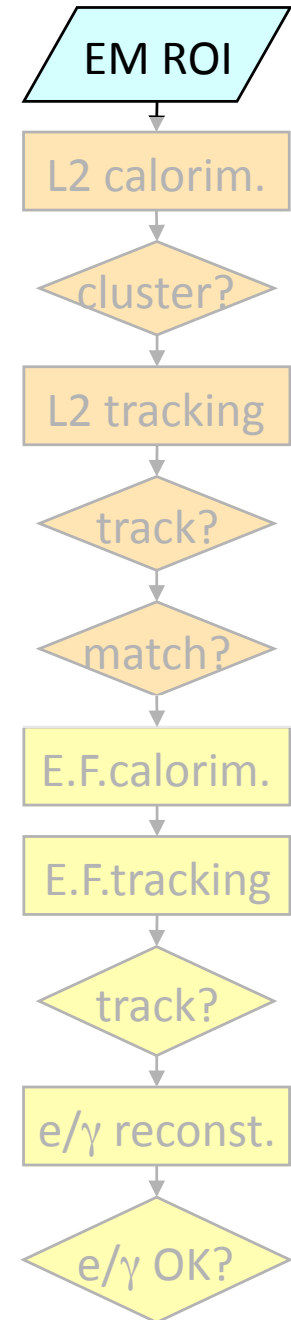 EM ROI
L2 calorim.
cluster?
L2 tracking
track?
match?
E.F.calorim.
E.F.tracking
track?
e/γ reconst.
e/γ OK?